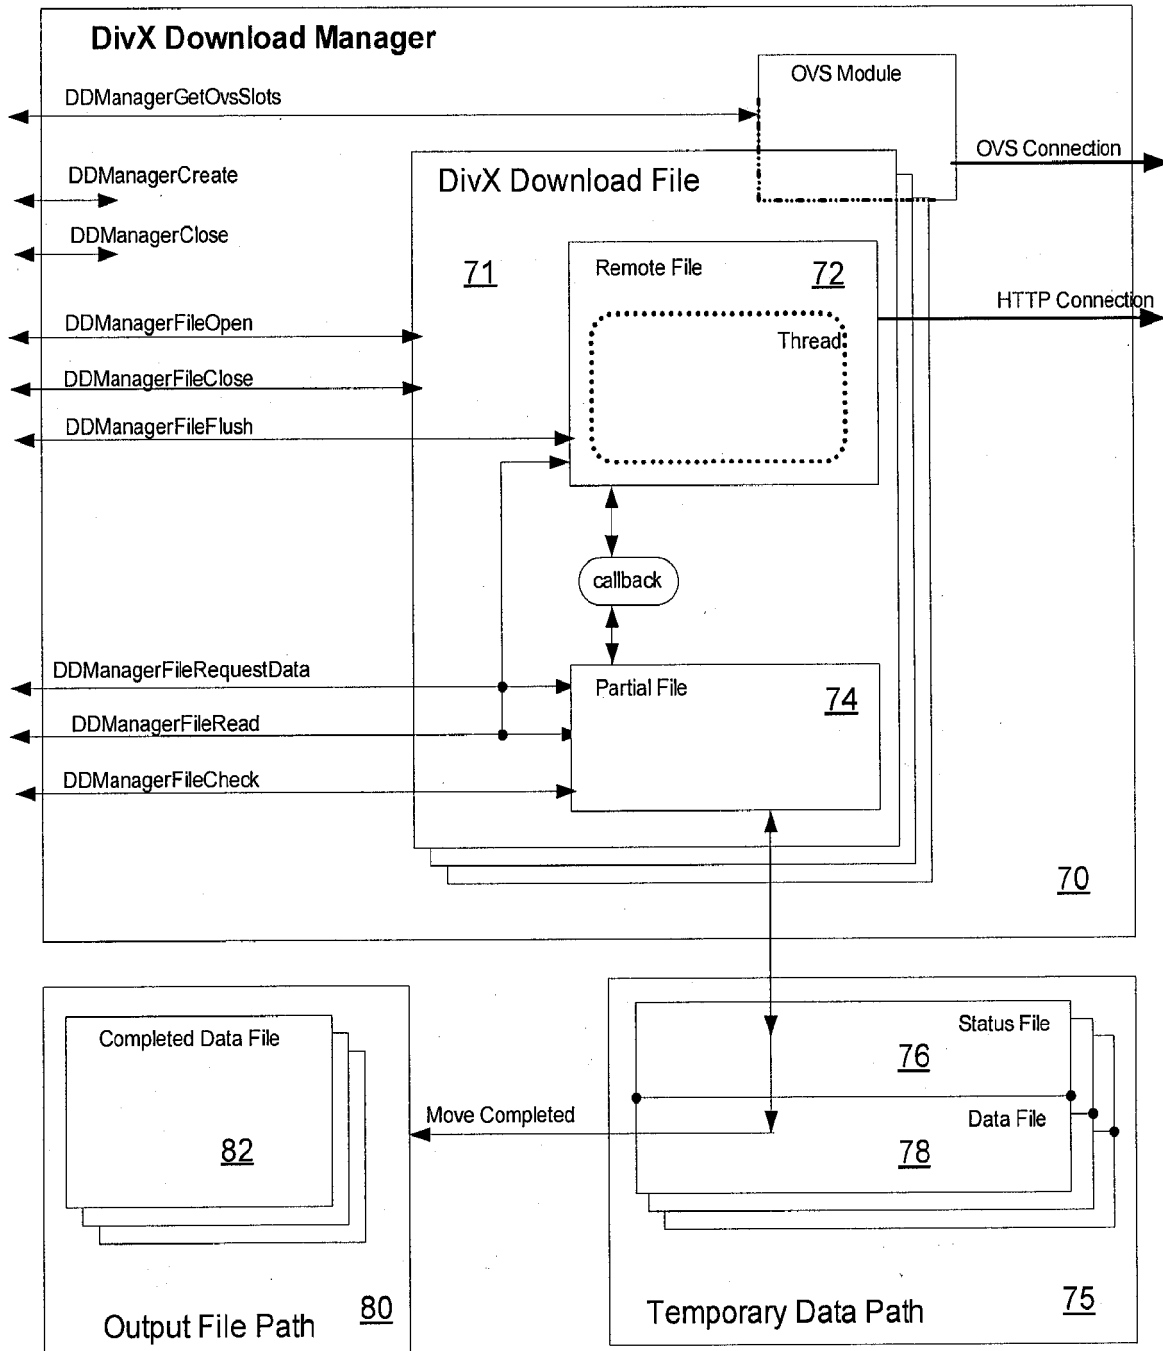 DivX Download Manager
OVS Module
DDManagerGetOvsSlots
OVS Connection
DDManagerCreate
DivX Download File
DDManagerClose
71
Remote File
72
HTTP Connection
DDManagerFileOpen
Thread
DDManagerFileClose
DDManagerFileFlush
callback
DDManagerFileRequestData
Partial File
74
DDManagerFileRead
DDManagerFileCheck
70
Completed Data File
Status File
76
Move Completed
Data File
82
78
Output File Path
80
Temporary Data Path
75